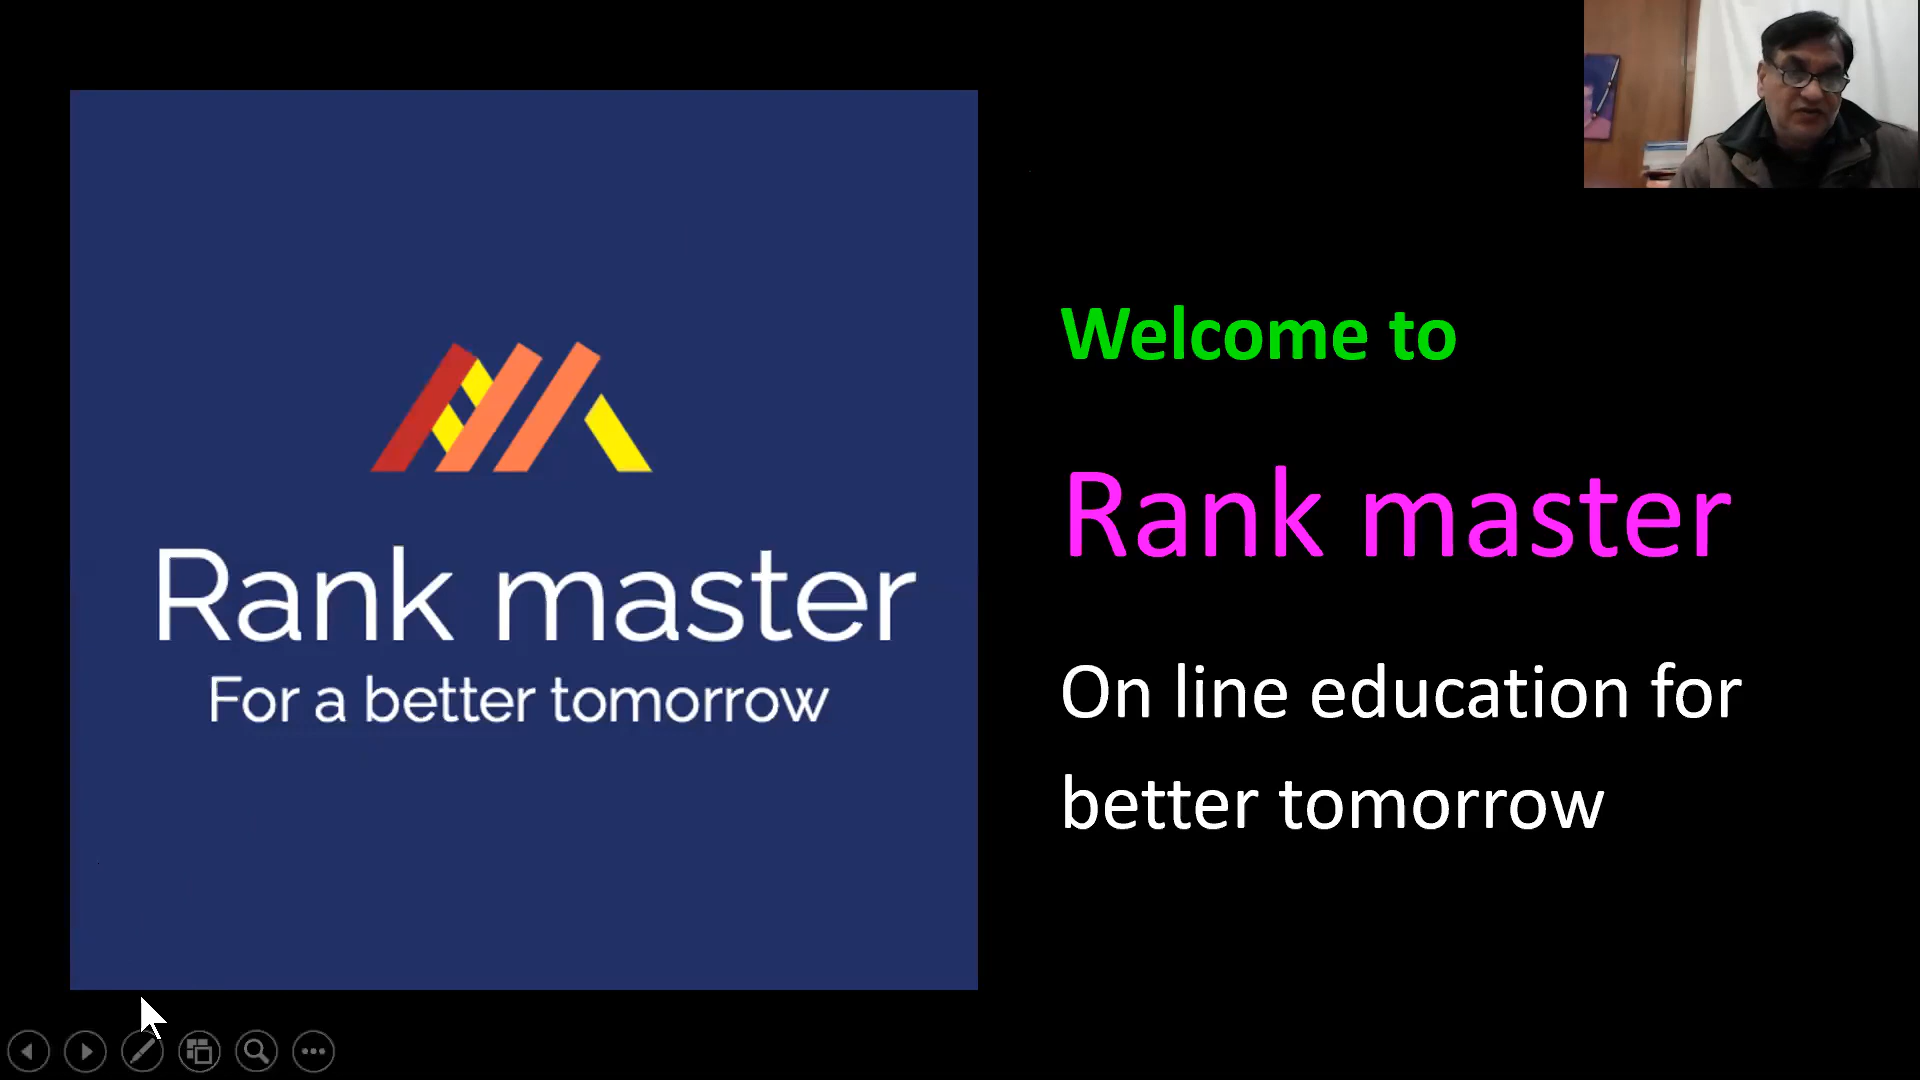 Rank master
For a better tomorrow
Welcome to
Rank master
On line education for
better tomorrow